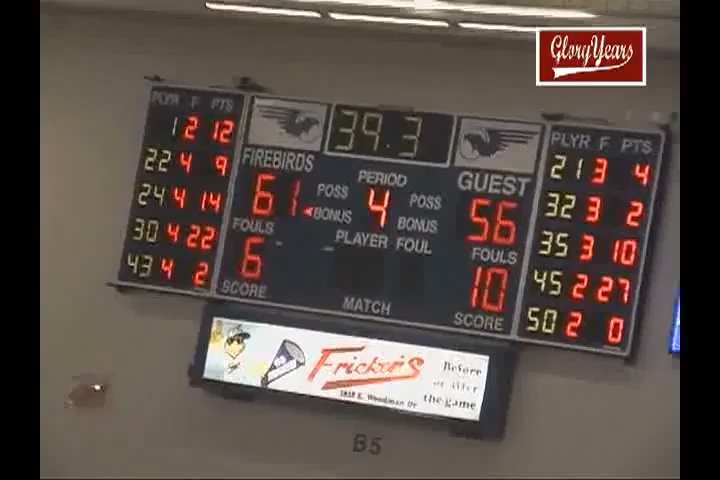 GloryYears
PLYR F PTS
1 2 12
22 4 9
24 4 14
30 4 22
43 4 2
39.3
FIREBIRDS
GUEST
61
56
POSS
PERIOD
POSS
BONUS
4
BONUS
FOULS
PLAYER FOUL
FOULS
6
10
SCORE
MATCH
SCORE
PLYR F PTS
21 3 4
32 3 2
35 3 10
45 2 27
50 2 0
Fricker's
Before
or after
the game
B5